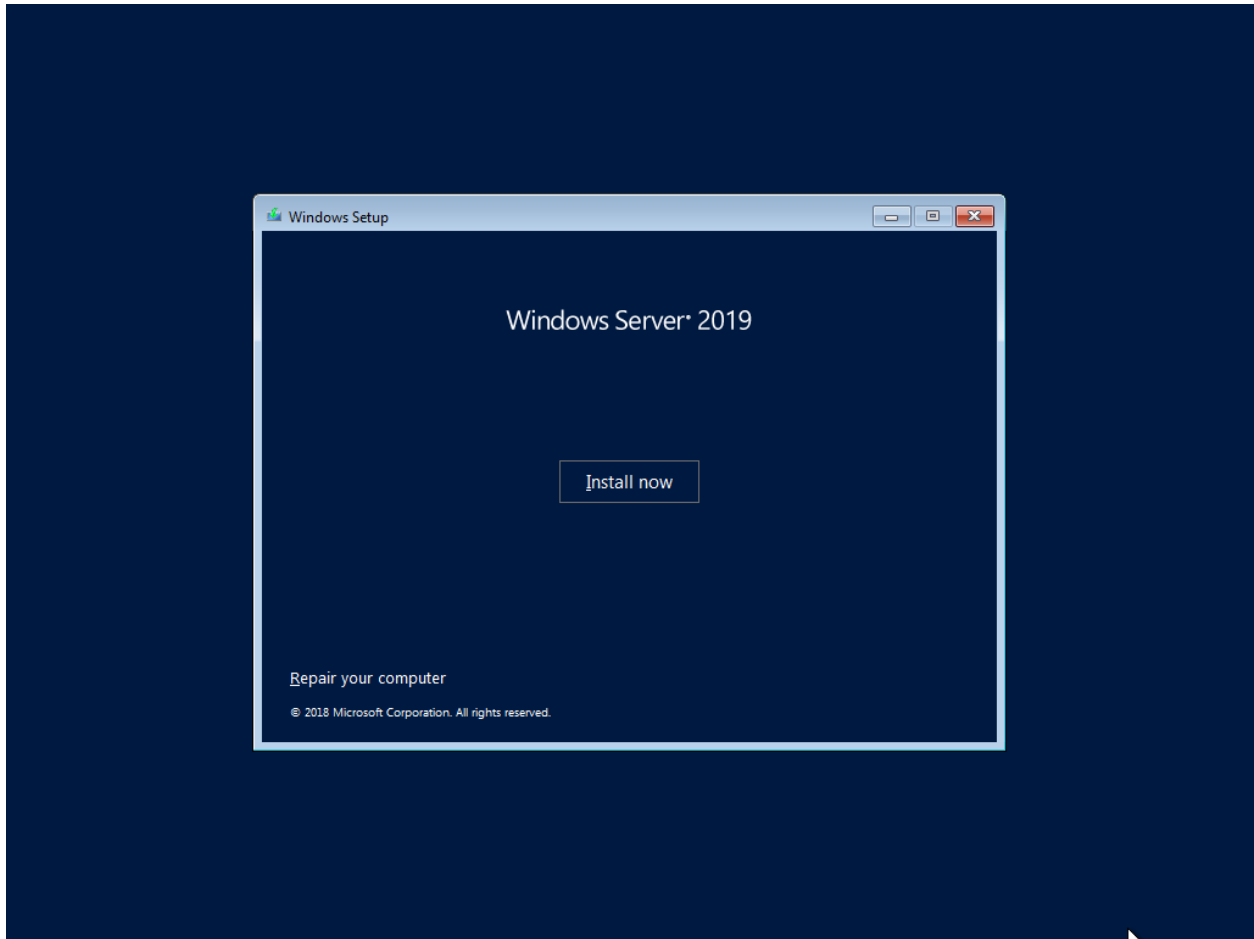 Windows Setup
Windows Server® 2019
Install now
Repair your computer
© 2018 Microsoft Corporation. All rights reserved.